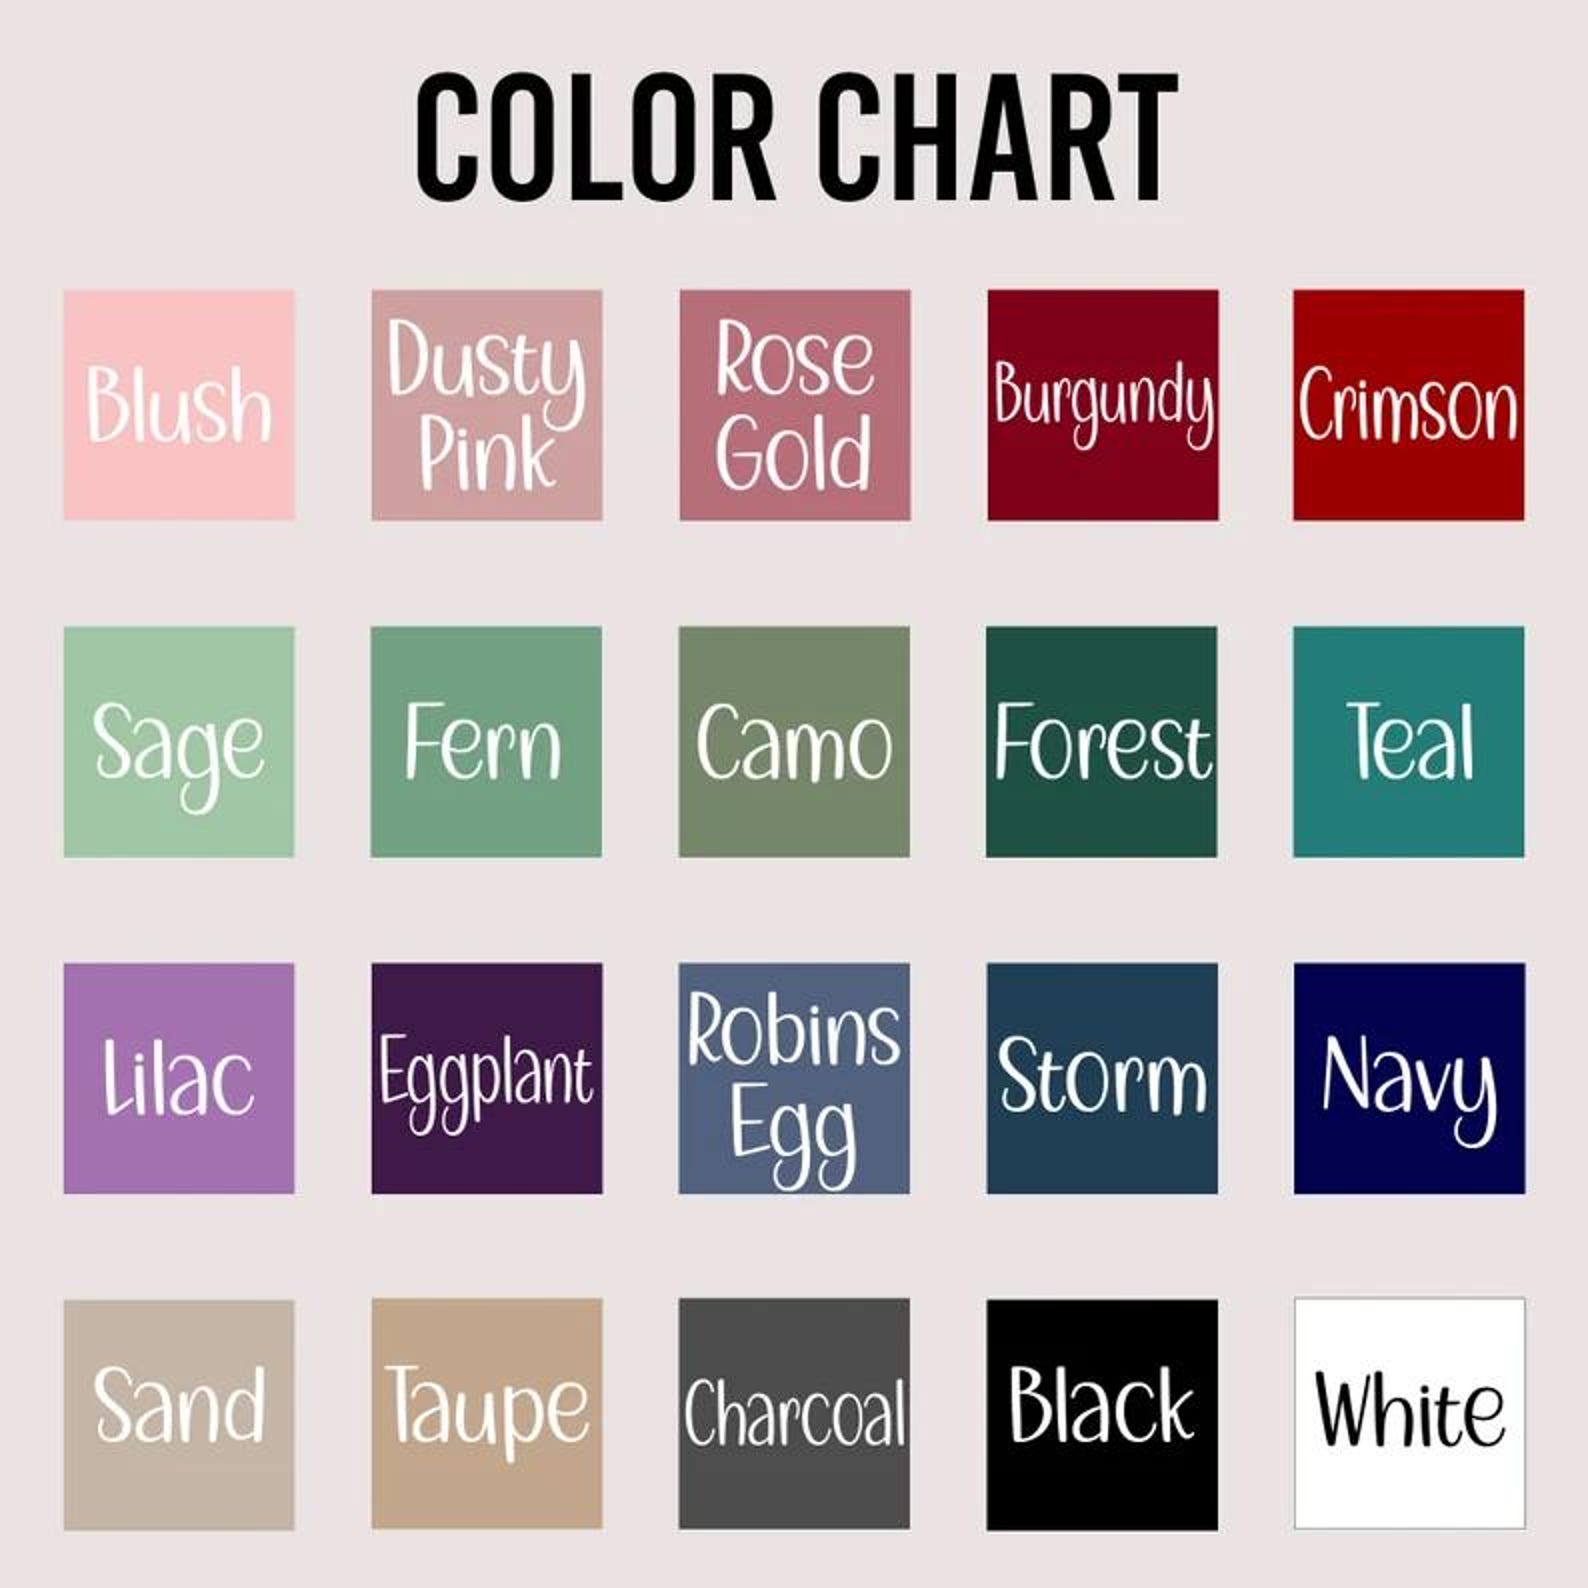 COLOR CHART
Blush
Dusty
Pink
Rose
Gold
Burgundy
Crimson
Sage
Fern
Camo
Forest
Teal
Lilac
Eggplant
Robins
Egg
Storm
Navy
Sand
Taupe
Charcoal
Black
White